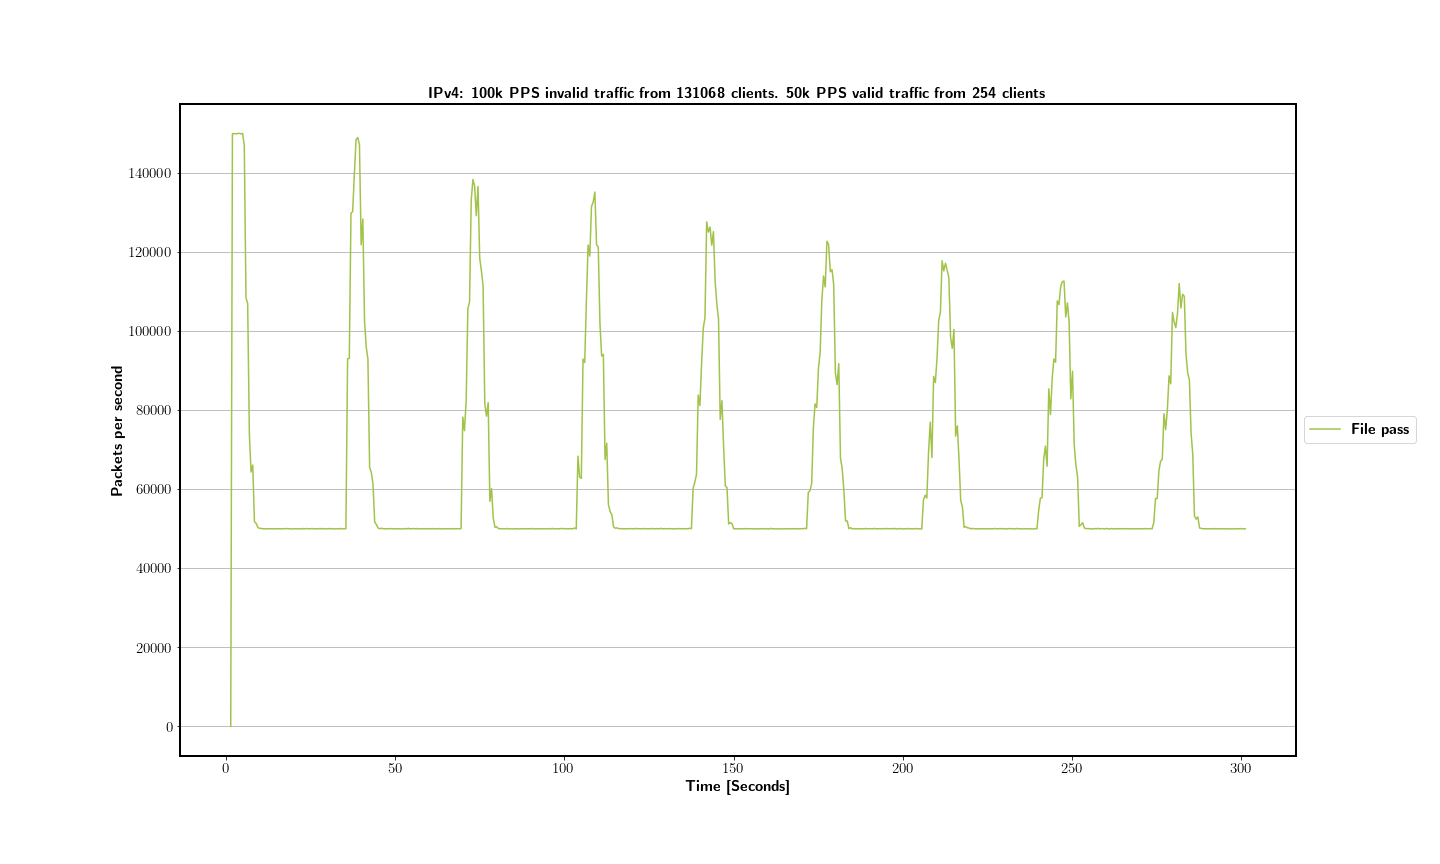 IPv4: 100k PPS invalid traffic from 131068 clients. 50k PPS valid traffic from 254 clients
140000
120000
100000
80000
60000
40000
20000
0
Packets per second
File pass
0 50 100 150 200 250 300
Time [Seconds]